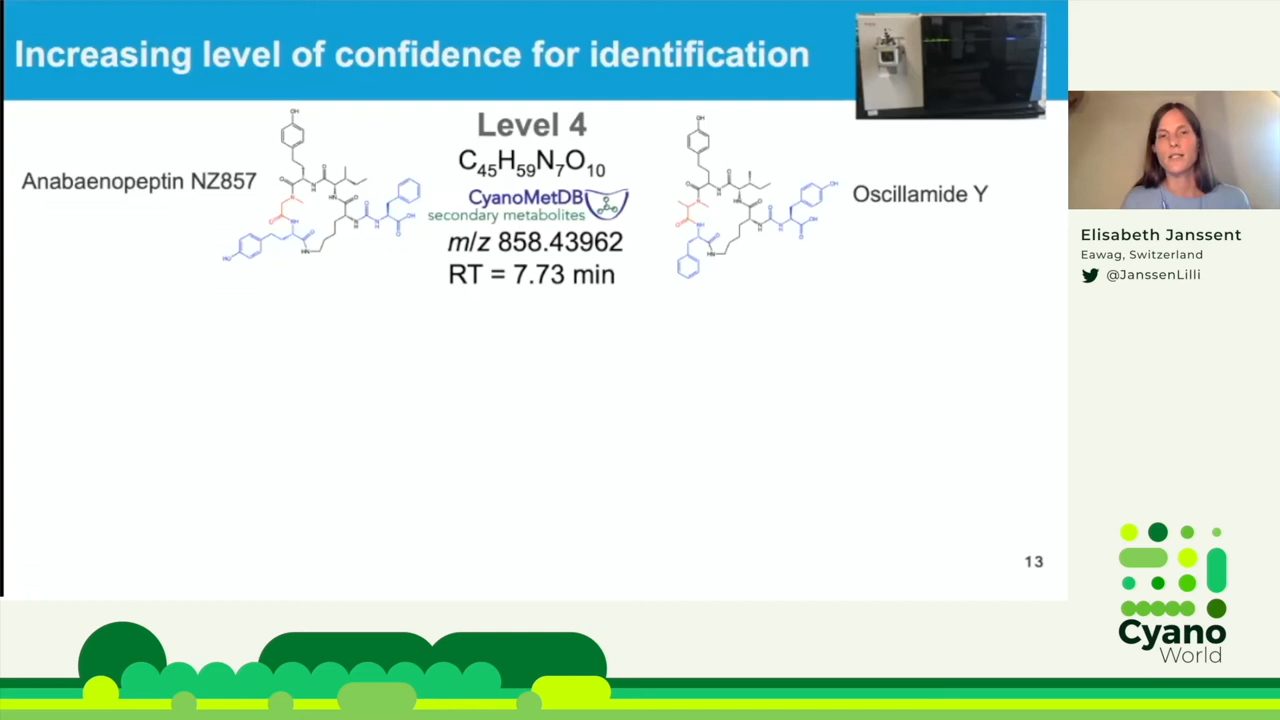 Increasing level of confidence for identification
Level 4
Anabaenopeptin NZ857
C45H59N7O10
Oscillamide Y
CyanoMetDB
secondary metabolites
m/z 858.43962
RT = 7.73 min
13
Elisabeth Janssent
Eawag, Switzerland
@JanssenLilli
Cyano
World